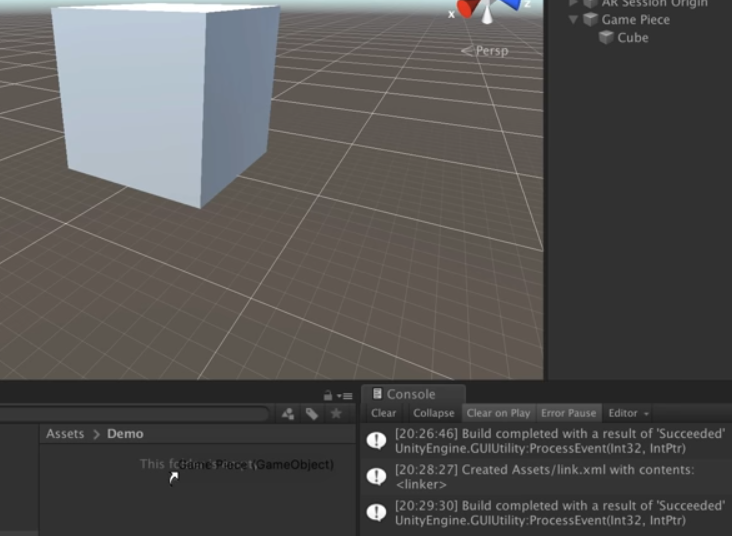 AR Session Origin
Game Piece
Cube
x
z
Persp
Console
Clear
Collapse
Clear on Play
Error Pause
Editor
Assets > Demo
This fo
Game Piece (GameObject)
[20:26:46] Build completed with a result of 'Succeeded'
UnityEngine.GUIUtility:ProcessEvent(Int32, IntPtr)
[20:28:27] Created Assets/link.xml with contents:
<linker>
[20:29:30] Build completed with a result of 'Succeeded'
UnityEngine.GUIUtility:ProcessEvent(Int32, IntPtr)